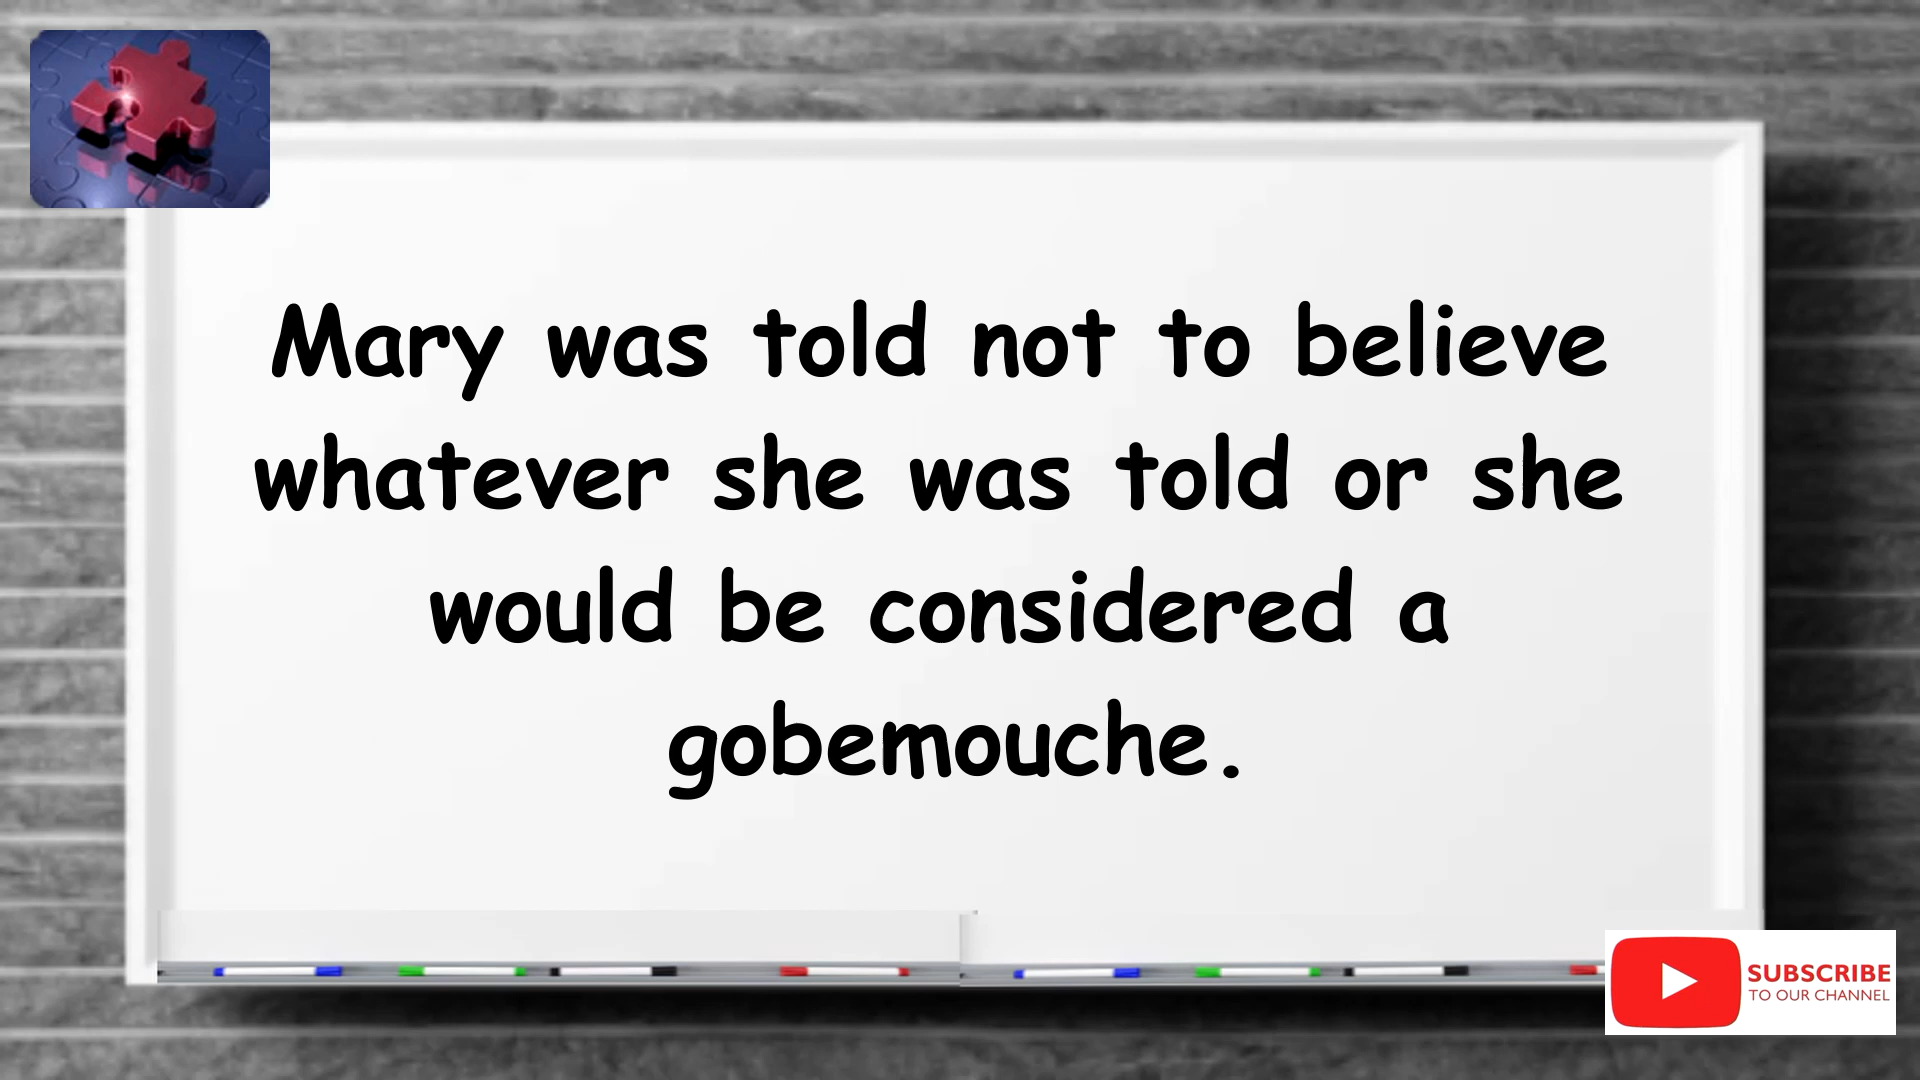 Mary was told not to believe
whatever she was told or she
would be considered a
gobemouche.
SUBSCRIBE
TO OUR CHANNEL